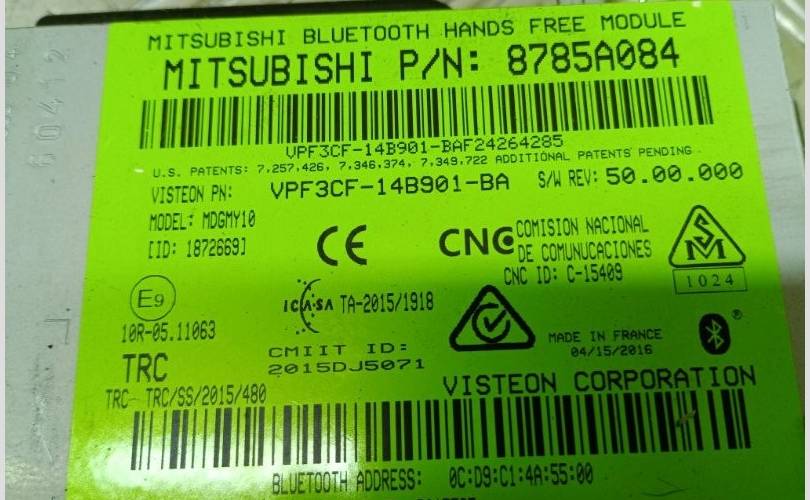 MITSUBISHI BLUETOOTH HANDS FREE MODULE
MITSUBISHI P/N: 8785A084
VPF3CF-14B901-BAF24264285
U.S. PATENTS: 7,257,426, 7,346,374, 7,349,722 ADDITIONAL PATENTS PENDING
VISTEON PN: VPF3CF-14B901-BA S/W REV: 50.00.000
MODEL: MDGMY10
[ID: 1872669]
CE
CNC COMISION NACIONAL
DE COMUNUCACIONES
CNC ID: C-15409
SM
1024
E9
10R-05.11063
ICASA TA-2015/1918
CMIIT ID:
2015DJ5071
MADE IN FRANCE
04/15/2016
®
TRC
TRC- TRC/SS/2015/480
VISTEON CORPORATION
BLUETOOTH ADDRESS: 0C:D9:C1:4A:55:00
60412